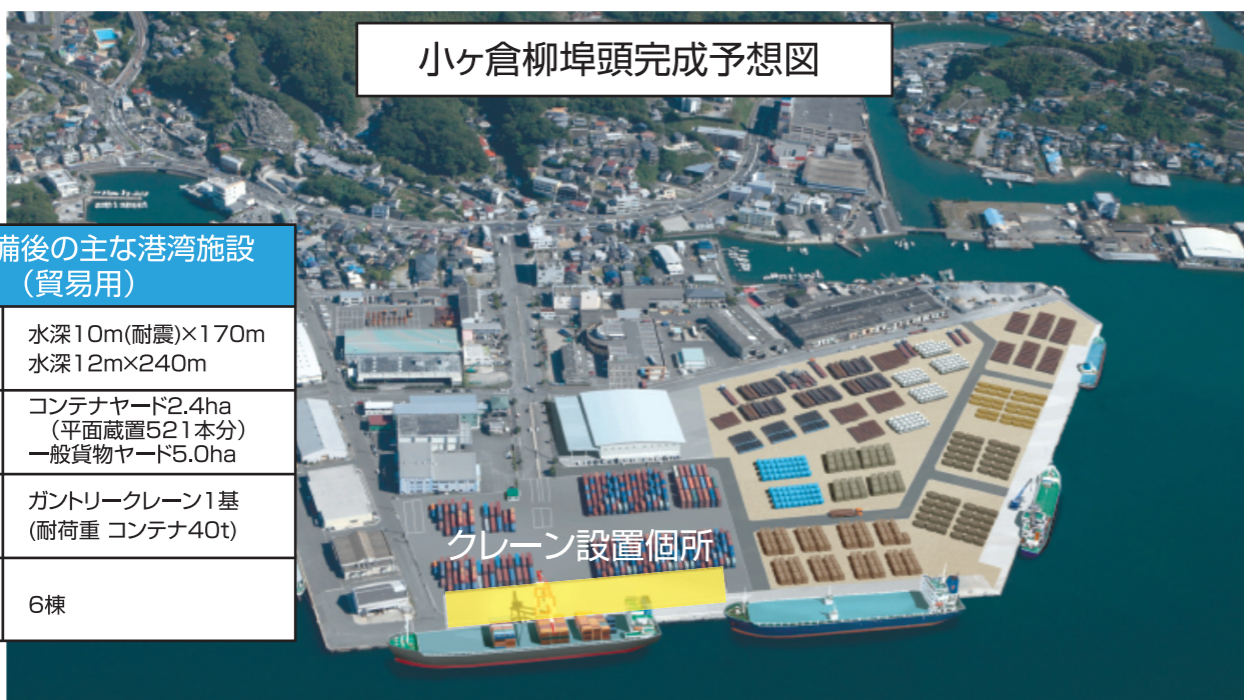 小ヶ倉柳埠頭完成予想図
備後の主な港湾施設
（貿易用）
水深10m(耐震)×170m
水深12m×240m
コンテナヤード2.4ha
（平面蔵置521本分）
一般貨物ヤード5.0ha
ガントリークレーン1基
(耐荷重 コンテナ40t)
6棟
クレーン設置個所